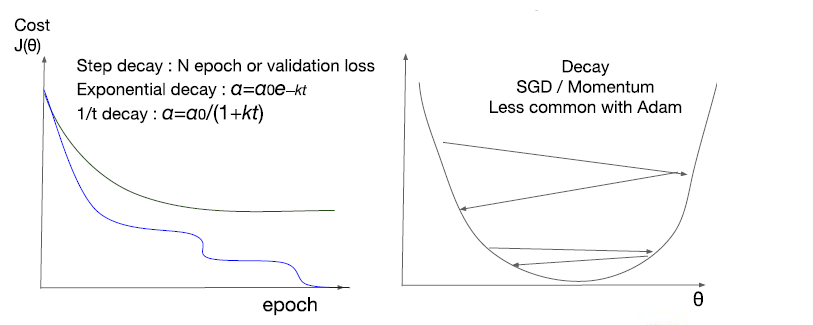 Cost
J(θ)
Step decay : N epoch or validation loss
Exponential decay : α=α0e–kt
1/t decay : α=α0/(1+kt)
epoch
Decay
SGD / Momentum
Less common with Adam
θ